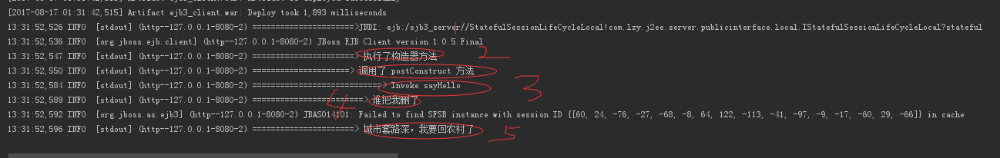 [2017-08-17 01:31:42,515] Artifact ejb3_client.war: Deploy took 1,893 milliseconds
13:31:52,526 INFO  [stdout] (http--127.0.0.1-8080-2) ======================>JNDI: ejb:/ejb3_server//StatefulSessionLifeCycleLocal!com.lzy.j2ee.server.publicinterface.local.IStatefulSessionLifeCycleLocal?stateful
13:31:52,536 INFO  [org.jboss.ejb.client] (http--127.0.0.1-8080-2) JBoss EJB Client version 1.0.5.Final
13:31:52,547 INFO  [stdout] (http--127.0.0.1-8080-2) ======================> 执行了构造器方法 2
13:31:52,550 INFO  [stdout] (http--127.0.0.1-8080-2) =====================> 调用了 postConstruct 方法
13:31:52,584 INFO  [stdout] (http--127.0.0.1-8080-2) ============================> Invoke sayHello 3
13:31:52,589 INFO  [stdout] (http--127.0.0.1-8080-2) ========================> 谁把我删了 4
13:31:52,592 INFO  [org.jboss.as.ejb3] (http--127.0.0.1-8080-2) JBAS014101: Failed to find SFSB instance with session ID {[60, 24, -76, -27, -68, -8, 64, 122, -113, -41, -97, -9, -17, -60, 29, -66]} in cache
13:31:52,596 INFO  [stdout] (http--127.0.0.1-8080-2) ======================> 城市套路深，我要回农村了 5